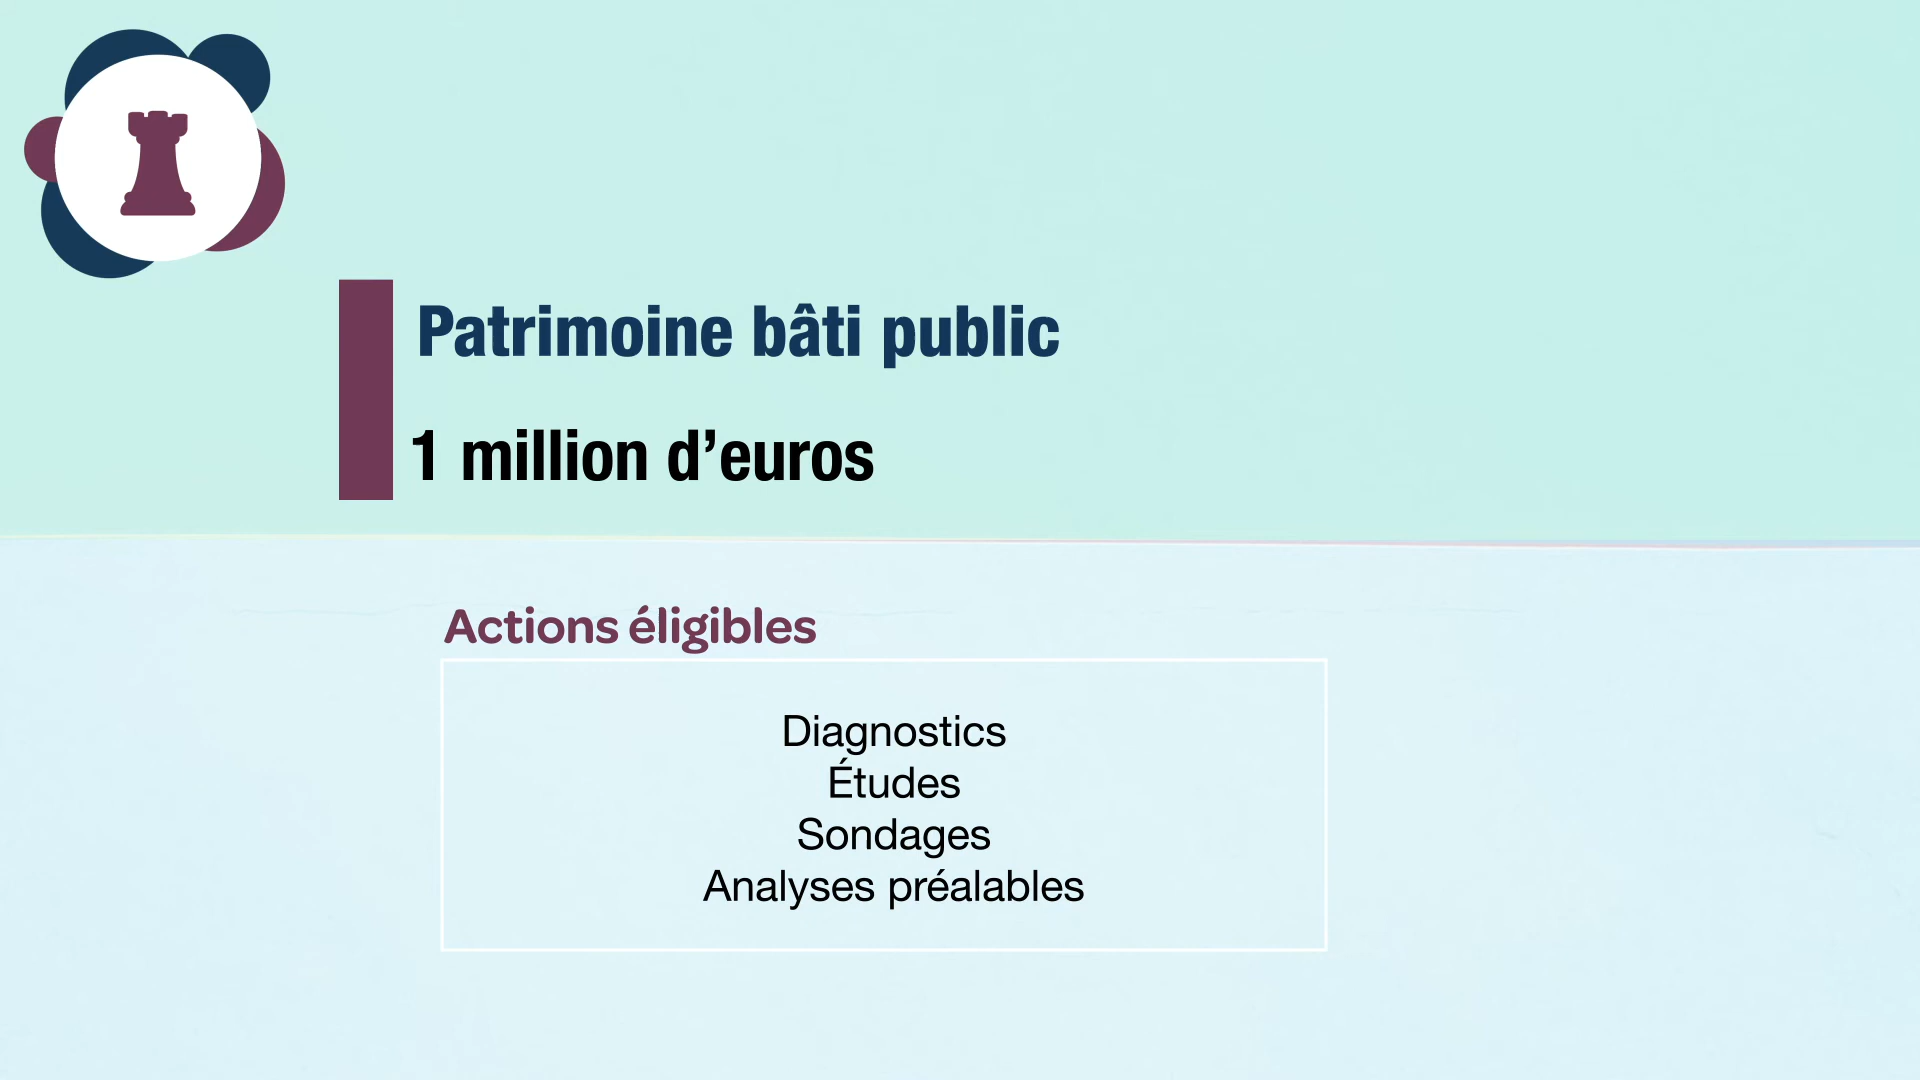 Patrimoine bâti public
1 million d’euros
Actions éligibles
Diagnostics
Études
Sondages
Analyses préalables